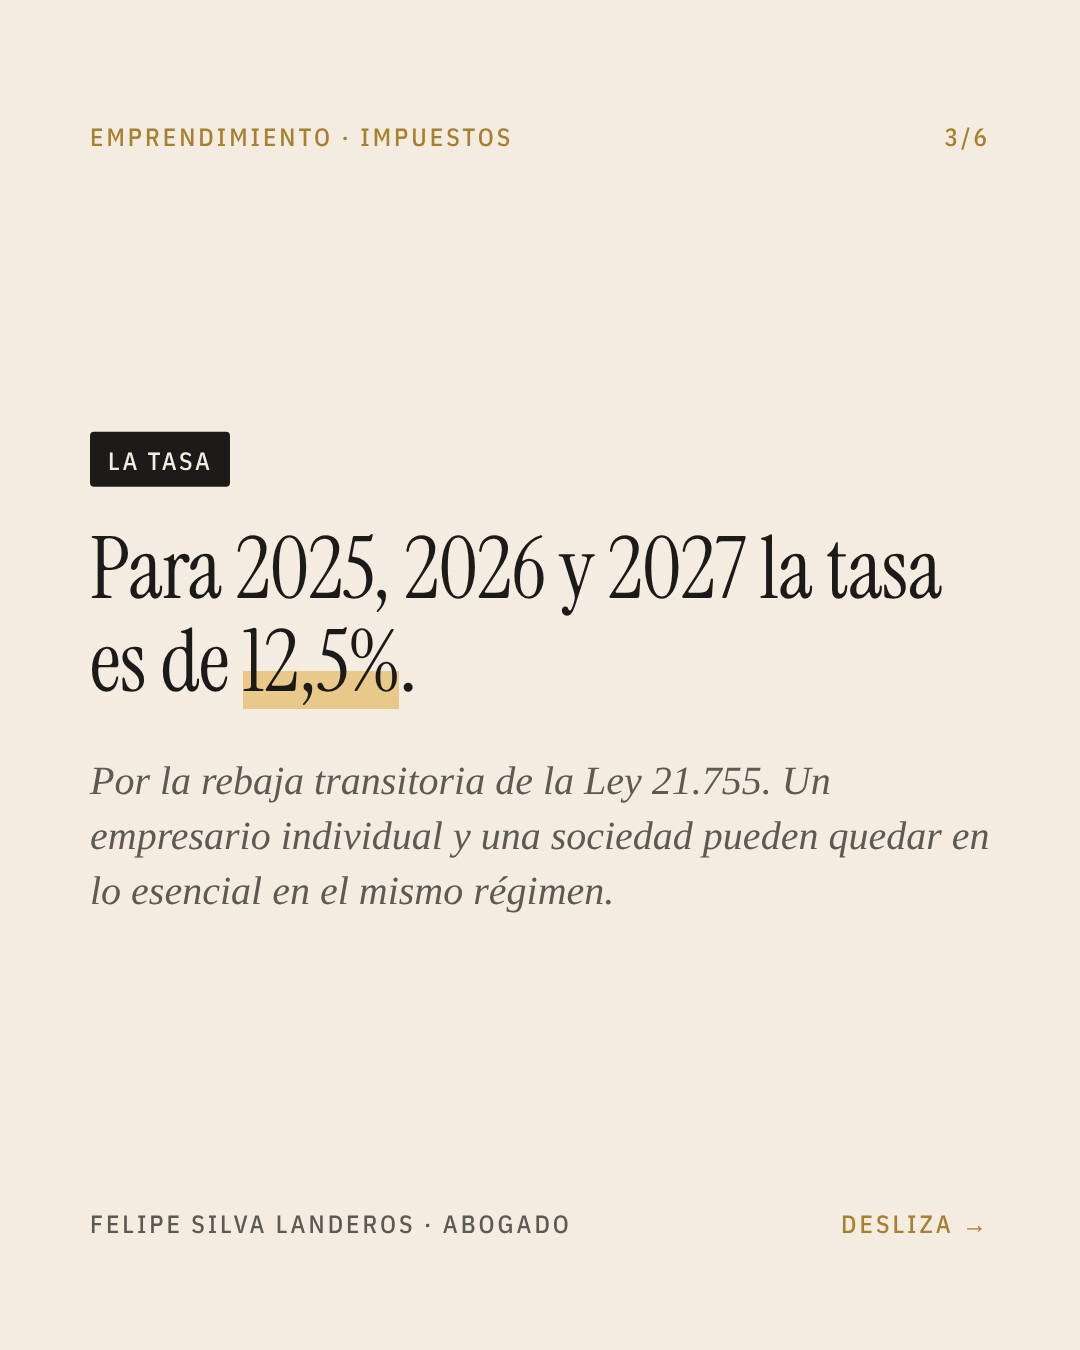 EMPRENDIMIENTO · IMPUESTOS
3/6
LA TASA
Para 2025, 2026 y 2027 la tasa
es de 12,5%.
Por la rebaja transitoria de la Ley 21.755. Un
empresario individual y una sociedad pueden quedar en
lo esencial en el mismo régimen.
FELIPE SILVA LANDEROS · ABOGADO
DESLIZA →